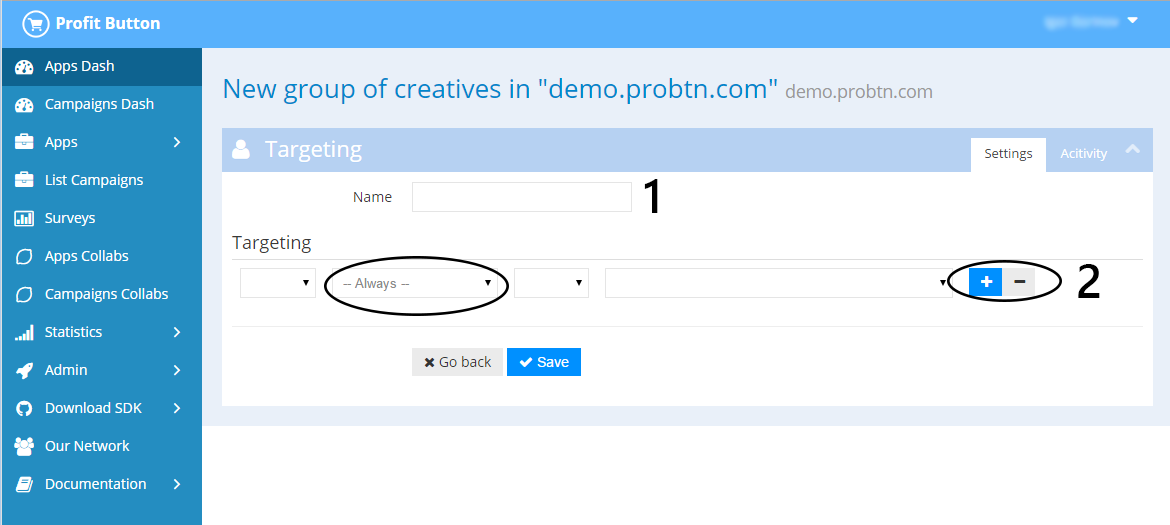 Profit Button
Apps Dash
Campaigns Dash
Apps
List Campaigns
Surveys
Apps Collabs
Campaigns Collabs
Statistics
Admin
Download SDK
Our Network
Documentation
New group of creatives in "demo.probtn.com" demo.probtn.com
Targeting
Settings
Acitivity
Name
1
Targeting
-- Always --
+
-
2
Go back
Save